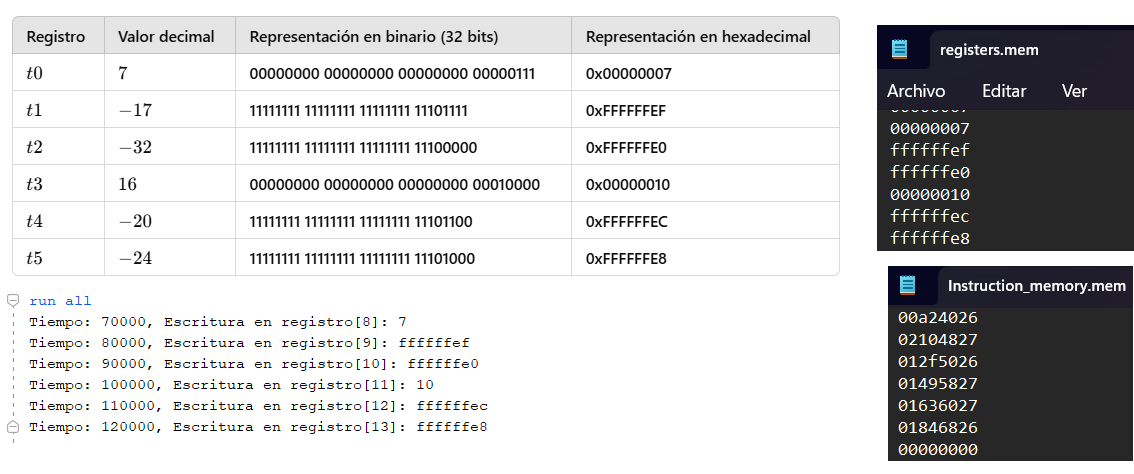 Registro Valor decimal Representación en binario (32 bits) Representación en hexadecimal
t0 7 00000000 00000000 00000000 00000111 0x00000007
t1 −17 11111111 11111111 11111111 11101111 0xFFFFFFEF
t2 −32 11111111 11111111 11111111 11100000 0xFFFFFFE0
t3 16 00000000 00000000 00000000 00010000 0x00000010
t4 −20 11111111 11111111 11111111 11101100 0xFFFFFFEC
t5 −24 11111111 11111111 11111111 11101000 0xFFFFFFE8
run all
Tiempo: 70000, Escritura en registro[8]: 7
Tiempo: 80000, Escritura en registro[9]: ffffffef
Tiempo: 90000, Escritura en registro[10]: ffffffe0
Tiempo: 100000, Escritura en registro[11]: 10
Tiempo: 110000, Escritura en registro[12]: ffffffec
Tiempo: 120000, Escritura en registro[13]: ffffffe8
registers.mem
Archivo Editar Ver
00000007
ffffffef
ffffffe0
00000010
ffffffec
ffffffe8
Instruction_memory.mem
00a24026
02104827
012f5026
01495827
01636027
01846826
00000000